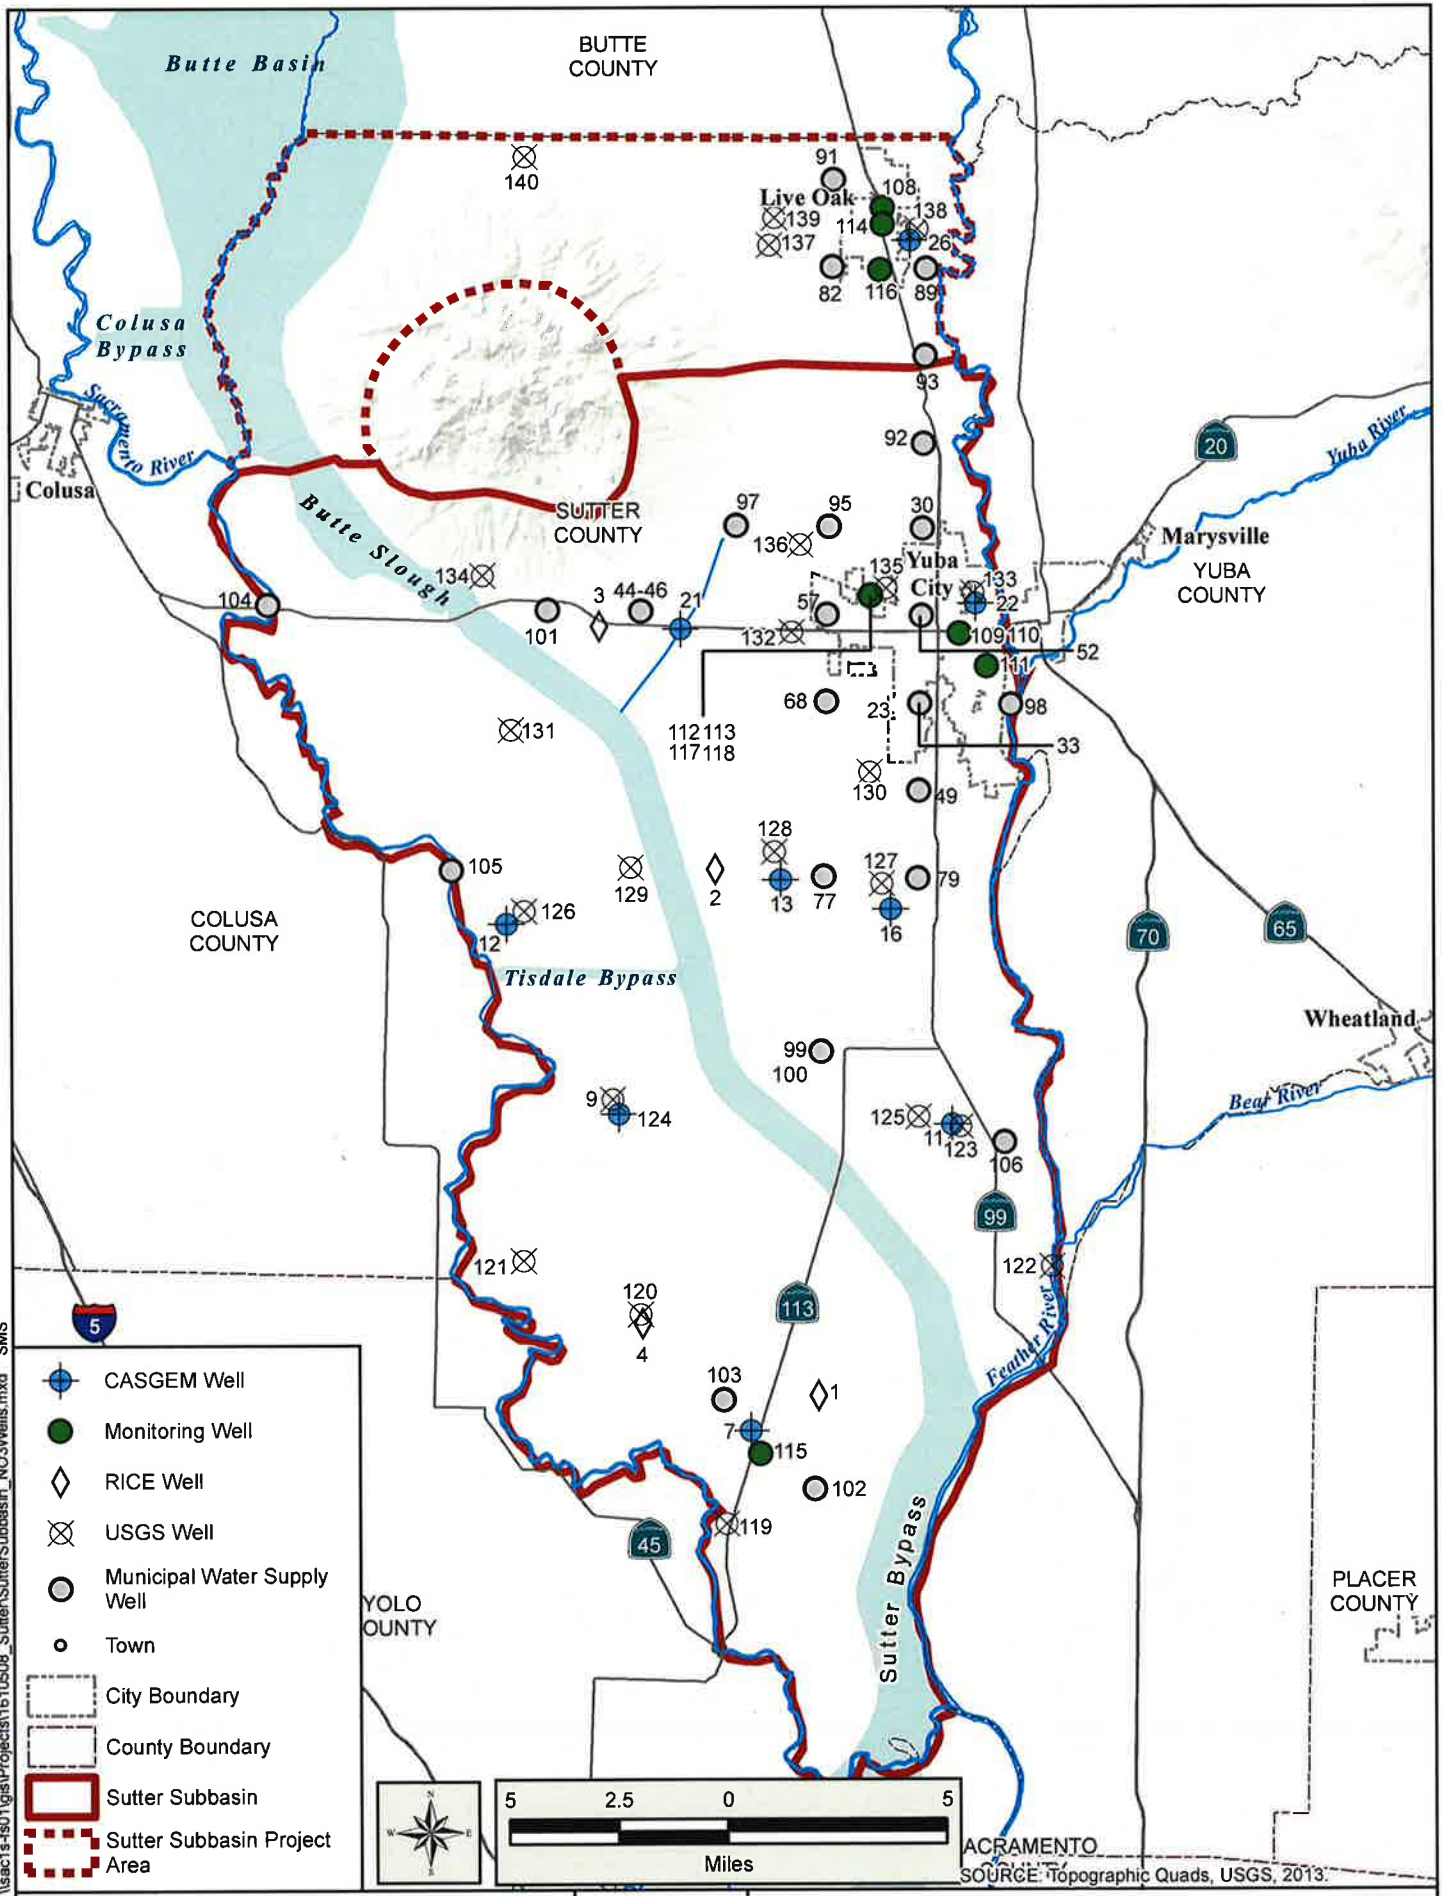 BUTTE
COUNTY
Butte Basin
140
91
108
Live Oak
139
138
114
137
26
82
116
89
Colusa
Bypass
93
20
Yuba River
Sacramento River
92
Colusa
Butte Slough
SUTTER
COUNTY
97
95
30
136
Marysville
YUBA
COUNTY
Yuba
City
134
135
133
3
44-46
21
57
22
104
101
132
109
110
52
111
68
23
98
112 113
117 118
131
33
130
49
128
127
105
129
2
13
77
79
126
12
16
COLUSA
COUNTY
70
65
Tisdale Bypass
Wheatland
99
100
9
124
125
11
123
106
Bear River
99
121
122
120
4
113
Feather River
5
103
1
7
115
102
119
45
Sutter Bypass
YOLO
OUNTY
PLACER
COUNTY
CASGEM Well
Monitoring Well
RICE Well
USGS Well
Municipal Water Supply
Well
Town
City Boundary
County Boundary
Sutter Subbasin
Sutter Subbasin Project
Area
N
W
E
S
5
2.5
0
5
Miles
ACRAMENTO
COUNTY
SOURCE: Topographic Quads, USGS, 2013.